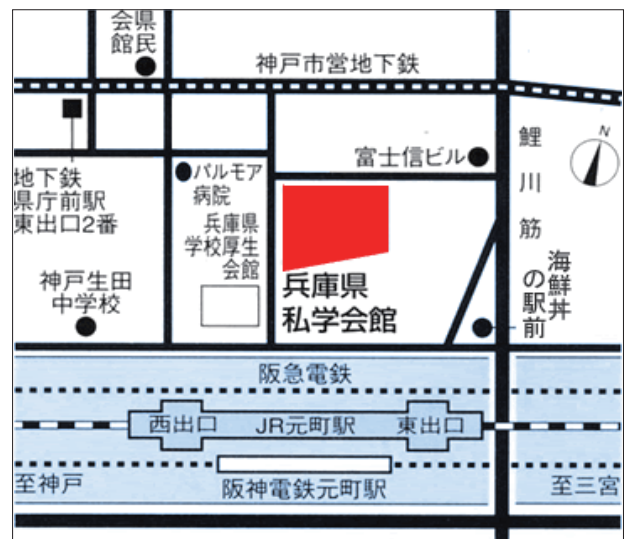 県民
会館
神戸市営地下鉄
富士信ビル
鯉川筋
N
地下鉄
県庁前駅
東出口2番
パルモア
病院
兵庫県
学校厚生
会館
神戸生田
中学校
兵庫県
私学会館
海鮮丼
の駅前
阪急電鉄
西出口
JR元町駅
東出口
至神戸
阪神電鉄元町駅
至三宮